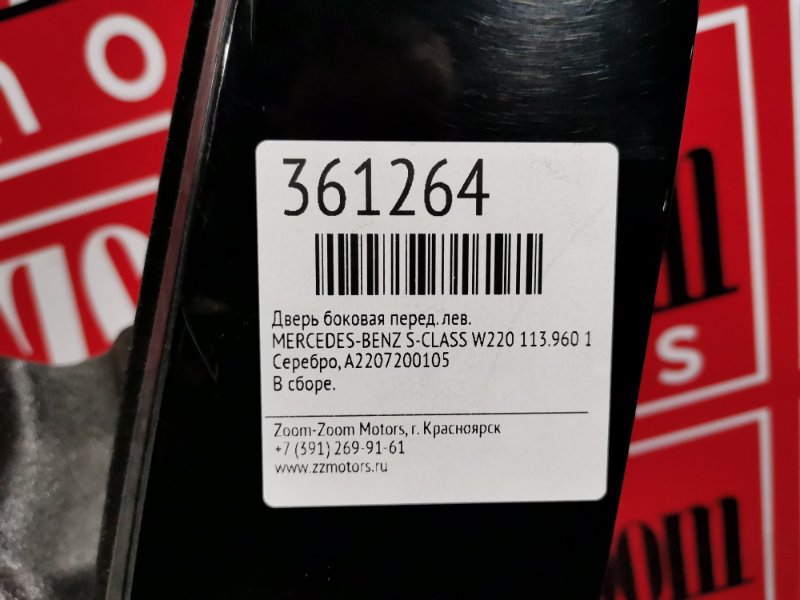 361264
Дверь боковая перед. лев.
MERCEDES-BENZ S-CLASS W220 113.960 1
Серебро, A2207200105
В сборе.
Zoom-Zoom Motors, г. Красноярск
+7 (391) 269-91-61
www.zzmotors.ru